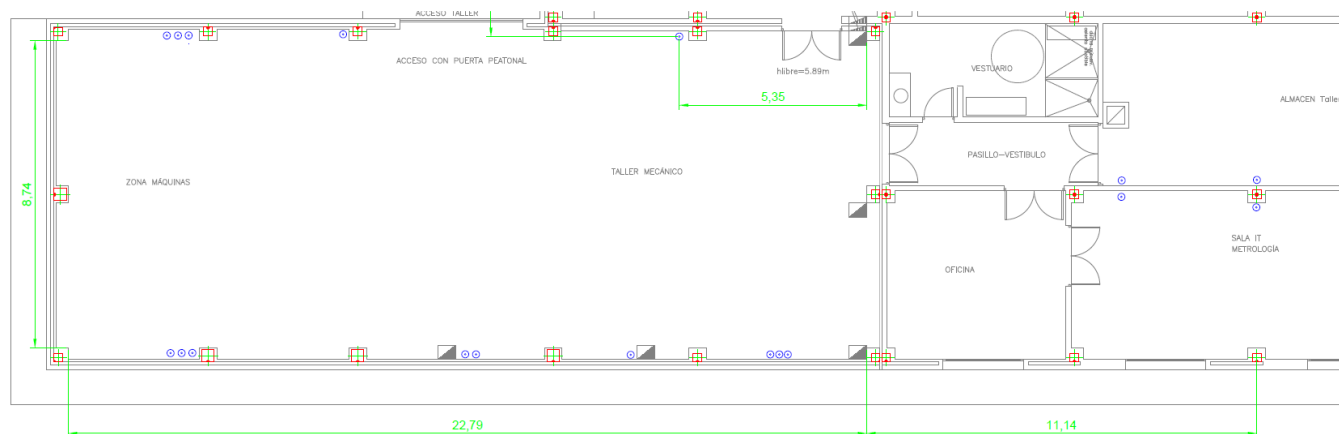 ACCESO TALLER
ACCESO CON PUERTA PEATONAL
hlibre=5.89m
VESTUARIO
5,35
ALMACEN Talle
PASILLO-VESTIBULO
TALLER MECÁNICO
ZONA MÁQUINAS
8,74
SALA IT
METROLOGÍA
OFICINA
22,79
11,14